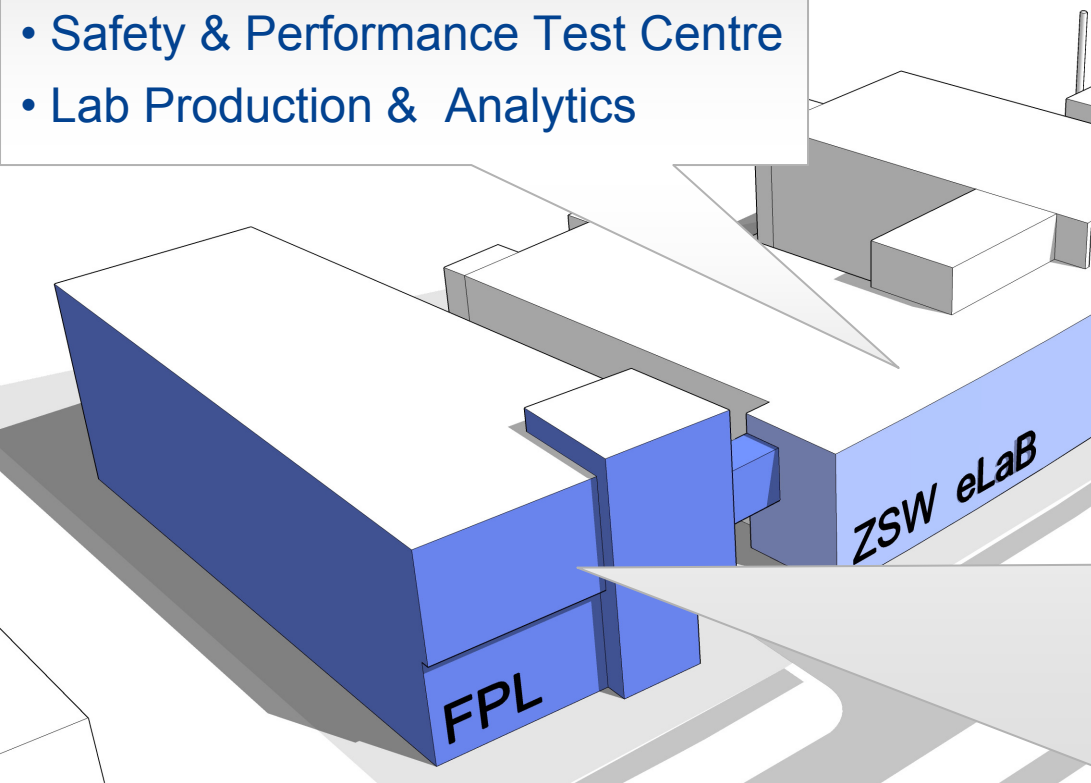 • Safety & Performance Test Centre
• Lab Production & Analytics
ZSW eLaB
FPL